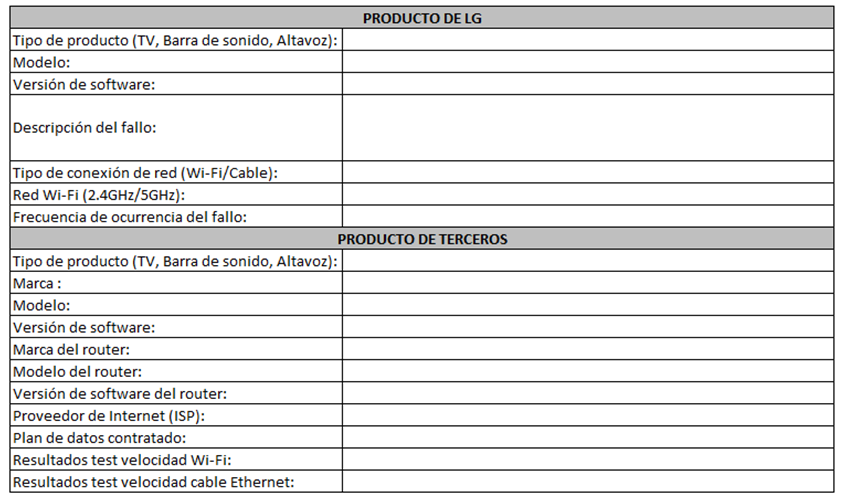 PRODUCTO DE LG
Tipo de producto (TV, Barra de sonido, Altavoz):
Modelo:
Versión de software:
Descripción del fallo:
Tipo de conexión de red (Wi-Fi/Cable):
Red Wi-Fi (2.4GHz/5GHz):
Frecuencia de ocurrencia del fallo:
PRODUCTO DE TERCEROS
Tipo de producto (TV, Barra de sonido, Altavoz):
Marca :
Modelo:
Versión de software:
Marca del router:
Modelo del router:
Versión de software del router:
Proveedor de Internet (ISP):
Plan de datos contratado:
Resultados test velocidad Wi-Fi:
Resultados test velocidad cable Ethernet: